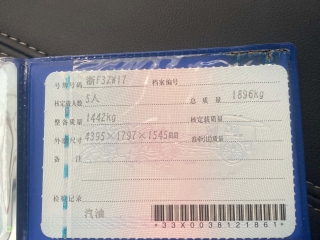 号牌号码 浙F3ZW17 档案编号
核定载人数 5人 总质量 1896kg
整备质量 1442kg 核定载质量
外廓尺寸 4395×1797×1545mm 准牵引总质量
备注
检验记录
汽油
*33X0038121861*